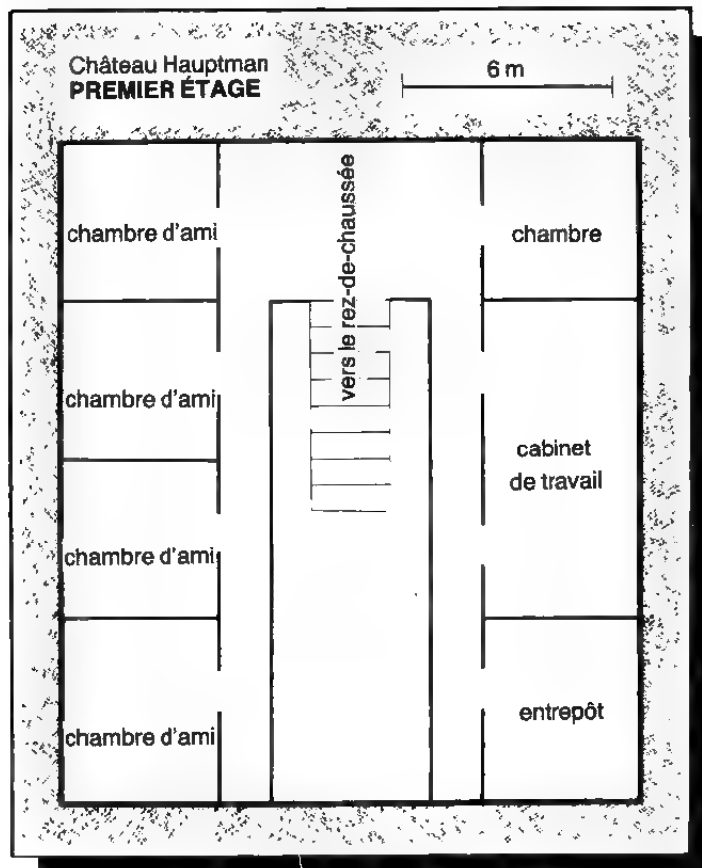 Château Hauptman
PREMIER ÉTAGE
6 m
vers le rez-de-chaussée
chambre d'ami
chambre
chambre d'ami
cabinet
de travail
chambre d'ami
entrepôt
chambre d'ami